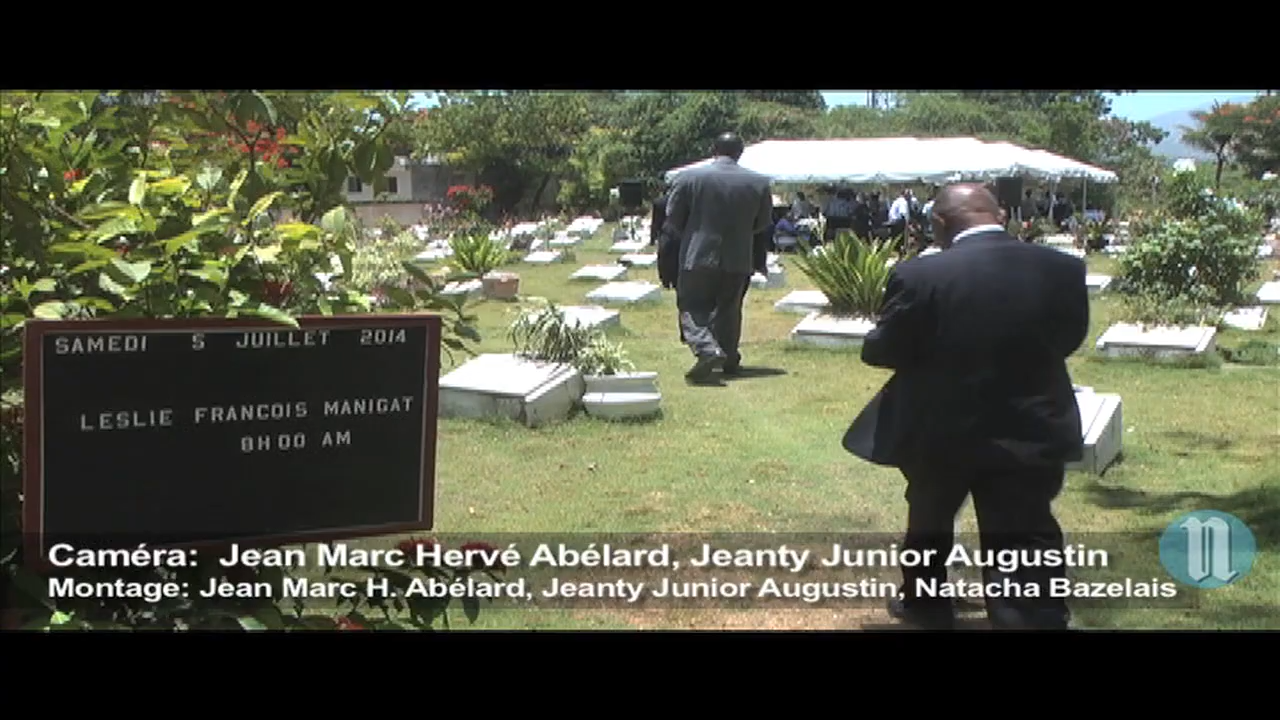 SAMEDI 5 JUILLET 2014
LESLIE FRANCOIS MANIGAT
8H00 AM
Caméra: Jean Marc Hervé Abélard, Jeanty Junior Augustin
Montage: Jean Marc H. Abélard, Jeanty Junior Augustin, Natacha Bazelais
N